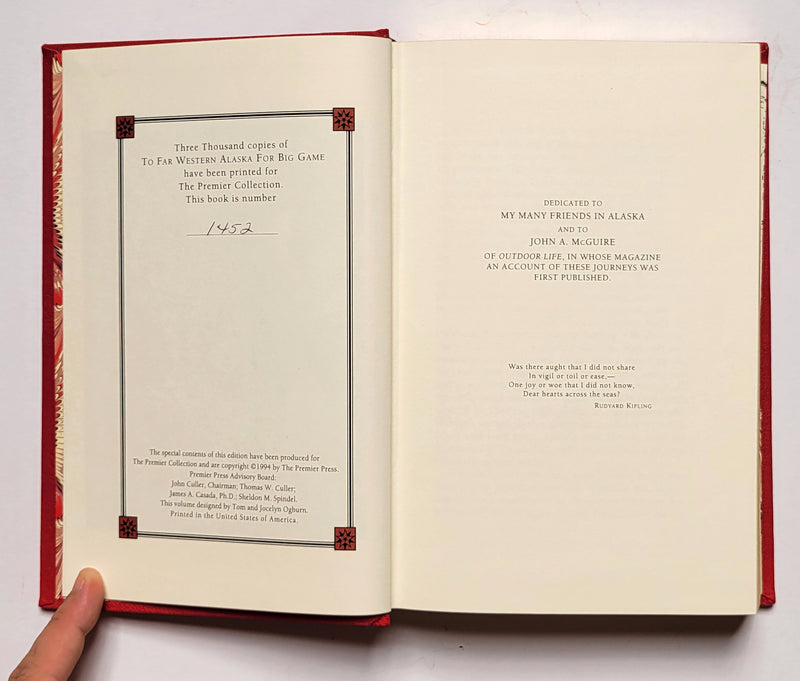 Three Thousand copies of
To Far Western Alaska For Big Game
have been printed for
The Premier Collection.
This book is number
1452
The special contents of this edition have been produced for
The Premier Collection and are copyright ©1994 by The Premier Press.
Premier Press Advisory Board:
John Culler, Chairman; Thomas W. Culler;
James A. Casada, Ph.D.; Sheldon M. Spindel.
This volume designed by Tom and Jocelyn Ogburn.
Printed in the United States of America.
DEDICATED TO
MY MANY FRIENDS IN ALASKA
AND TO
JOHN A. McGUIRE
OF OUTDOOR LIFE, IN WHOSE MAGAZINE
AN ACCOUNT OF THESE JOURNEYS WAS
FIRST PUBLISHED.
Was there aught that I did not share
In vigil or toil or ease,—
One joy or woe that I did not know,
Dear hearts across the seas?
Rudyard Kipling